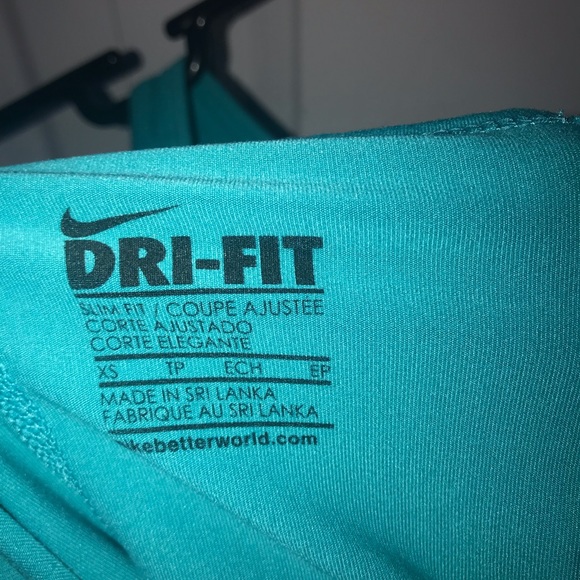 DRI-FIT
SLIM FIT / COUPE AJUSTEE
CORTE AJUSTADO
CORTE ELEGANTE
XS TP ECH EP
MADE IN SRI LANKA
FABRIQUE AU SRI LANKA
ikebetterworld.com